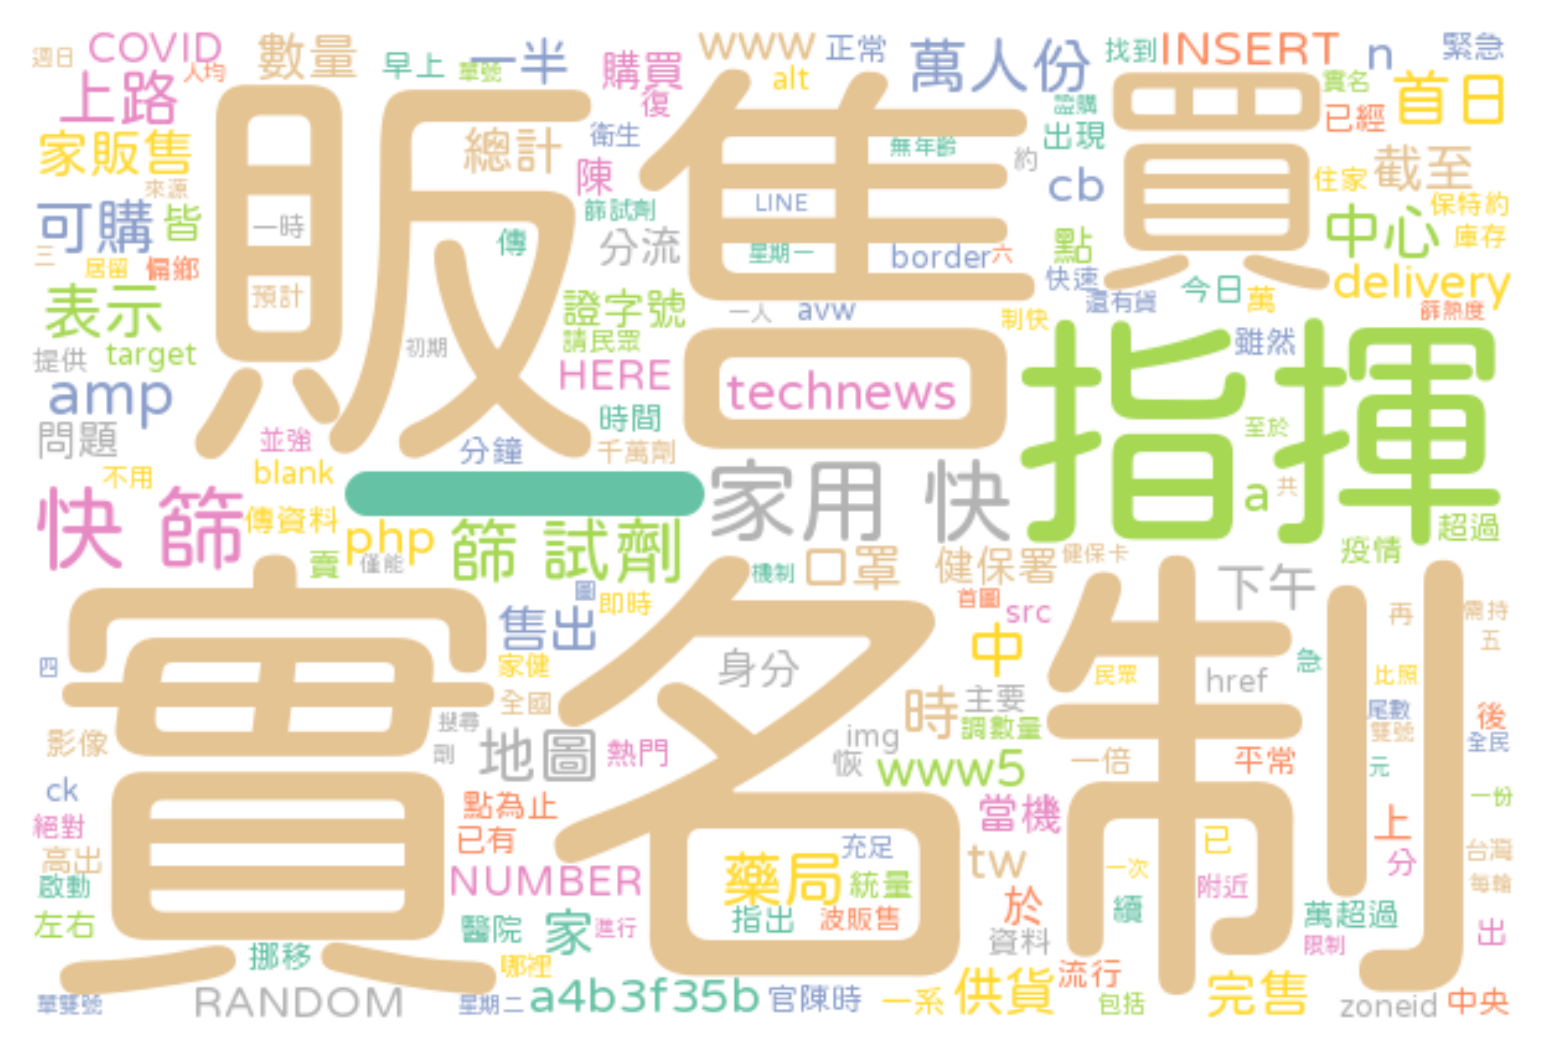 週日 COVID 數量 早上 單號 一半 購買 www 正常 萬人份 找到 INSERT n 緊急
上路 人均 復 alt 證購 實名 首日
家販售 總計 衛生 無年齡 出現 已經
來源 販售 陳 約 cb 買 住家 截至
可購 皆 一時 篩試劑 LINE 中心 保特約
三 居留 偏鄉 傳 分流 星期一 border 六 點 庫存
預計 快速 還有貨 今日 萬 delivery
表示 證字號 一人 avw 制快 篩熱度
提供 target 初期 請民眾 雖然
amp HERE technews 指揮
問題 並強 時間 至於
不用 blank 分鐘 千萬劑
快 篩 傳資料 一 家用 快 a 共 超過
php 篩 試劑 疫情
賣 僅能 機制 口罩 健保署 健保卡
圖 即時 首圖 下午
實名制 售出 src 再 需持
四 家健 身分 中 民眾 急 比照 五
全國 href
影像 搜尋 時 主要 尾數 後
劑 地圖 熱門 img 調數量 雙號 全民
恢 www5 一倍 平常 元
ck 點為止 當機 一份
絕對 已有 充足 已 上
高出 NUMBER 藥局 統量 tw 一次 附近 分 台灣
啟動 每輪
左右 醫院 家 進行 指出 波販售 於 續 萬超過 出
挪移 哪裡 資料 限制
單雙號 RANDOM 星期二 a4b3f35b 官陳時 一系 供貨 流行 包括 完售 zoneid 中央